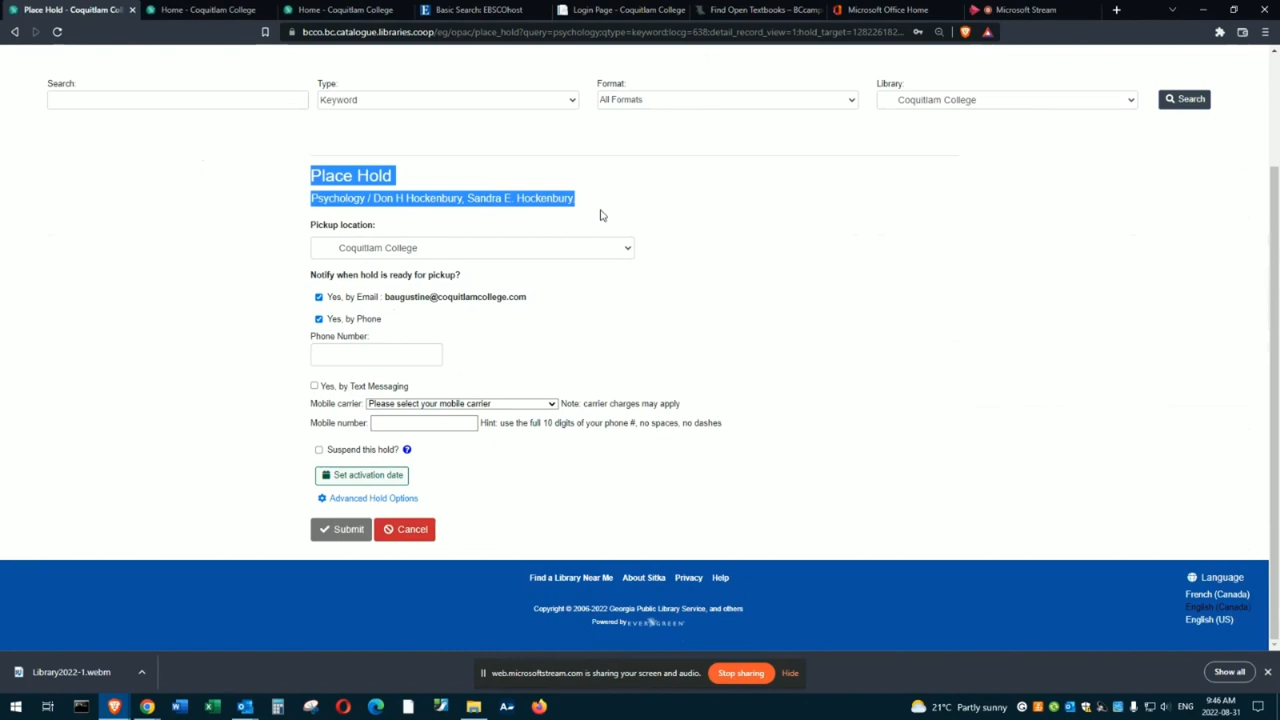 Place Hold - Coquitlam Coll
Home - Coquitlam College
Home - Coquitlam College
Basic Search: EBSCOhost
Login Page - Coquitlam College
Find Open Textbooks – BCcamp
Microsoft Office Home
Microsoft Stream
bcco.bc.catalogue.libraries.coop/eg/opac/place_hold?query=psychology;qtype=keyword;locg=638;detail_record_view=1;hold_target=128226182...
Search:
Type:
Format:
Library:
Keyword
All Formats
Coquitlam College
Search
Place Hold
Psychology / Don H Hockenbury, Sandra E. Hockenbury.
Pickup location:
Coquitlam College
Notify when hold is ready for pickup?
Yes, by Email : baugustine@coquitlamcollege.com
Yes, by Phone
Phone Number:
Yes, by Text Messaging
Mobile carrier: Please select your mobile carrier Note: carrier charges may apply
Mobile number: Hint: use the full 10 digits of your phone #, no spaces, no dashes
Suspend this hold?
Set activation date
Advanced Hold Options
Submit Cancel
Find a Library Near Me About Sitka Privacy Help
Language
French (Canada)
English (Canada)
English (US)
Copyright © 2006-2022 Georgia Public Library Service, and others
Powered by EVERGREEN
Library2022-1.webm
web.microsoftstream.com is sharing your screen and audio.
Stop sharing
Hide
Show all
21°C Partly sunny
ENG
9:46 AM
2022-08-31